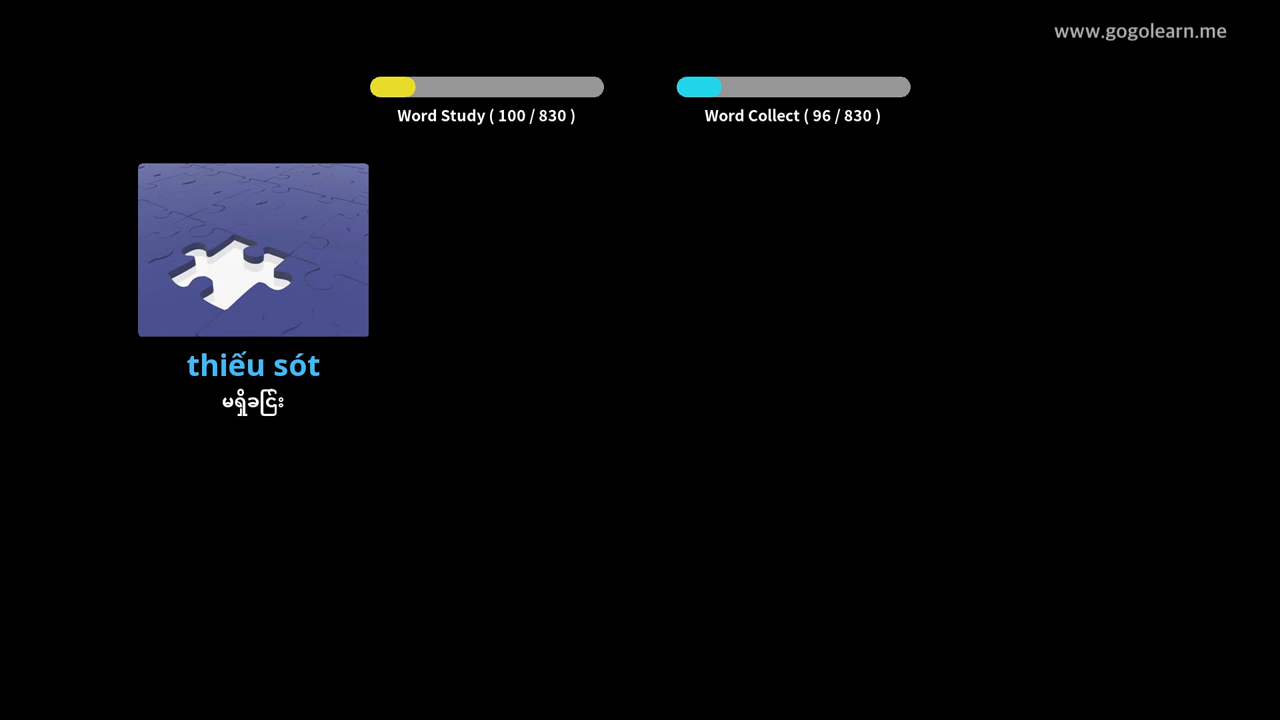 www.gogolearn.me
Word Study ( 100 / 830 )
Word Collect ( 96 / 830 )
thiếu sót
မရှိခြင်း